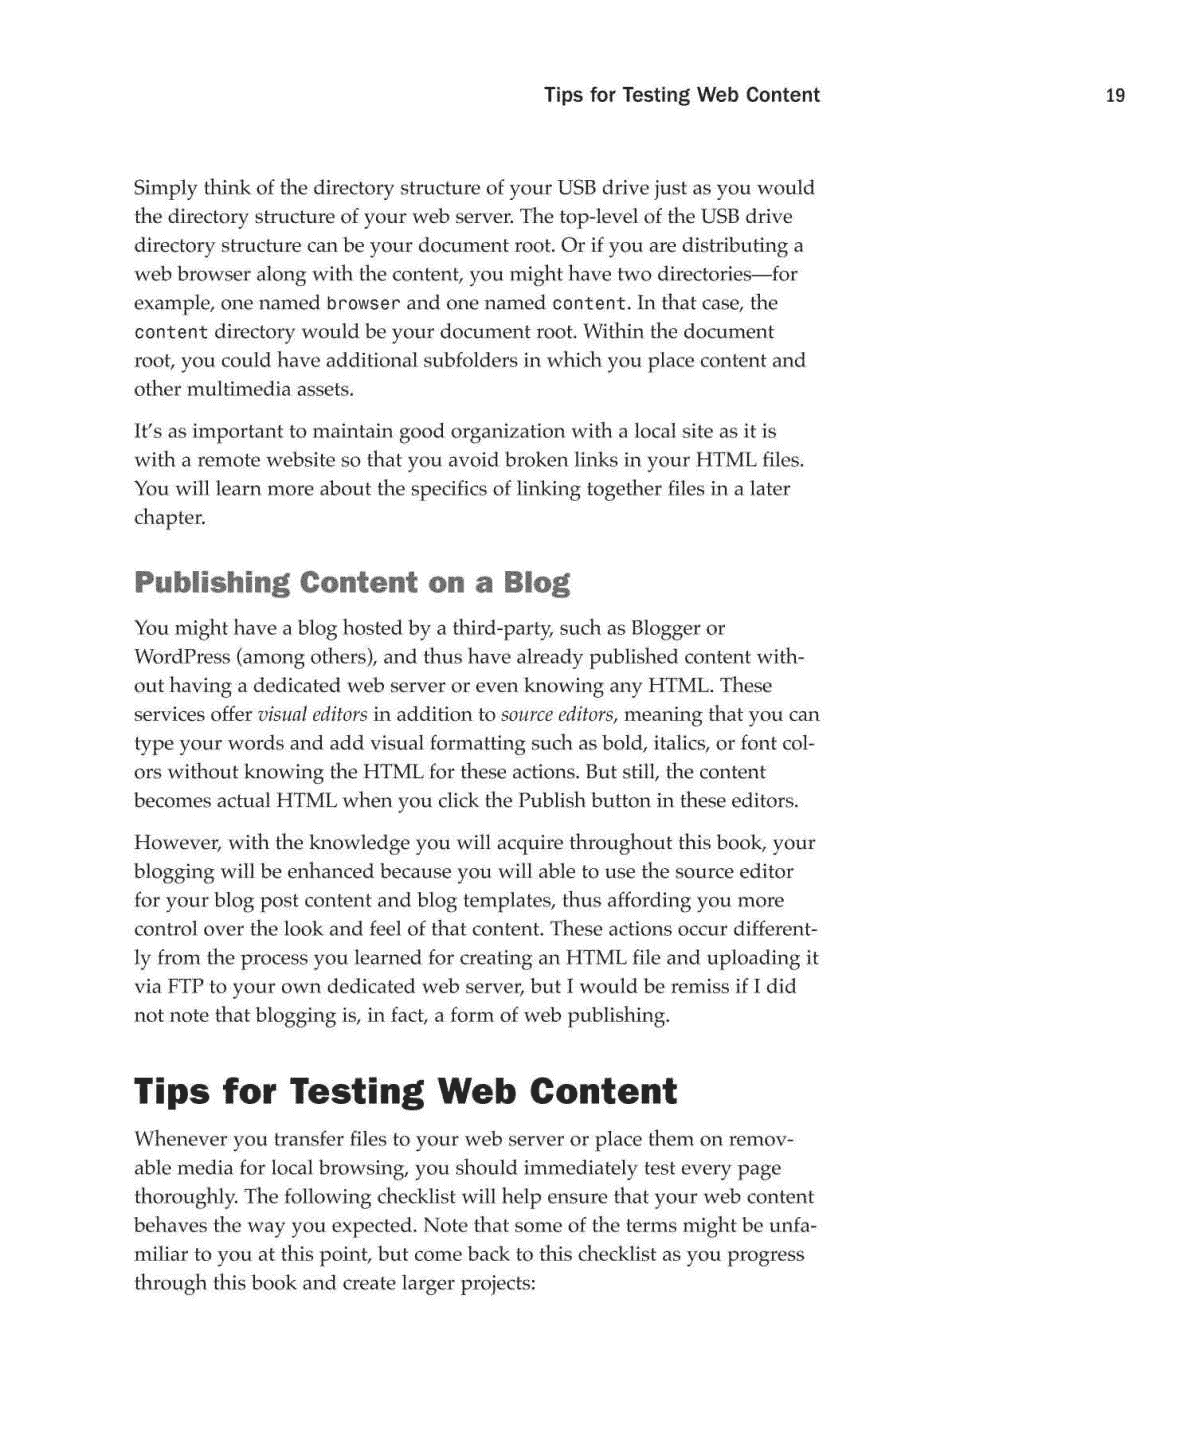 Tips for Testing Web Content 19
Simply think of the directory structure of your USB drive just as you would
the directory structure of your web server. The top-level of the USB drive
directory structure can be your document root. Or if you are distributing a
web browser along with the content, you might have two directories—for
example, one named browser and one named content. In that case, the
content directory would be your document root. Within the document
root, you could have additional subfolders in which you place content and
other multimedia assets.
It's as important to maintain good organization with a local site as it is
with a remote website so that you avoid broken links in your HTML files.
You will learn more about the specifics of linking together files in a later
chapter.
Publishing Content on a Blog
You might have a blog hosted by a third-party, such as Blogger or
WordPress (among others), and thus have already published content with-
out having a dedicated web server or even knowing any HTML. These
services offer visual editors in addition to source editors, meaning that you can
type your words and add visual formatting such as bold, italics, or font col-
ors without knowing the HTML for these actions. But still, the content
becomes actual HTML when you click the Publish button in these editors.
However, with the knowledge you will acquire throughout this book, your
blogging will be enhanced because you will able to use the source editor
for your blog post content and blog templates, thus affording you more
control over the look and feel of that content. These actions occur different-
ly from the process you learned for creating an HTML file and uploading it
via FTP to your own dedicated web server, but I would be remiss if I did
not note that blogging is, in fact, a form of web publishing.
Tips for Testing Web Content
Whenever you transfer files to your web server or place them on remov-
able media for local browsing, you should immediately test every page
thoroughly. The following checklist will help ensure that your web content
behaves the way you expected. Note that some of the terms might be unfa-
miliar to you at this point, but come back to this checklist as you progress
through this book and create larger projects: